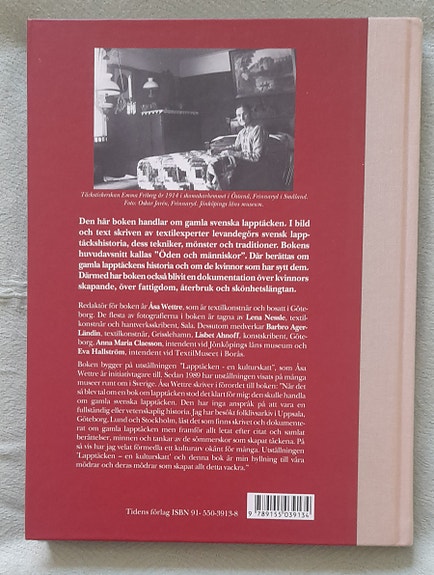 Täcksticknerskan Emma Friborg år 1914 i skomakarhemmet i Östanå, Frinnaryd i Småland.
Foto: Oskar Jarén, Frinnaryd. Jönköpings läns museum.
Den här boken handlar om gamla svenska lapptäcken. I bild
och text skriven av textilexperter levandegörs svensk lapp-
täckshistoria, dess tekniker, mönster och traditioner. Bokens
huvudavsnitt kallas "Öden och människor". Där berättas om
gamla lapptäckens historia och om de kvinnor som har sytt dem.
Därmed har boken också blivit en dokumentation över kvinnors
skapande, över fattigdom, återbruk och skönhetslängtan.
Redaktör för boken är Åsa Wettre, som är textilkonstnär och bosatt i Göte-
borg. De flesta av fotografierna i boken är tagna av Lena Nessle, textil-
konstnär och hantverksskribent, Sala. Dessutom medverkar Barbro Ager-
Ländin, textilkonstnär, Grisslehamn, Lisbet Ahnoff, konstskribent, Göte-
borg, Anna Maria Claesson, intendent vid Jönköpings läns museum och
Eva Hallström, intendent vid TextilMuseet i Borås.
Boken bygger på utställningen "Lapptäcken - en kulturskatt", som Åsa
Wettre är initiativtagare till. Sedan 1989 har utställningen visats på många
museer runt om i Sverige. Åsa Wettre skriver i förordet till boken: "När det
så blev tal om en bok om lapptäcken stod det klart för mig: den skulle handla
om gamla svenska lapptäcken. Den har inga anspråk på att vara en
fullständig eller vetenskaplig historia. Jag har besökt folklivsarkiv i Uppsala,
Göteborg, Lund och Stockholm, läst det som finns skrivet och dokumente-
rat om gamla lapptäcken men framför allt letat efter citat och samlat
berättelser, minnen och tankar av de sömmerskor som skapat täckena. På
så vis har jag velat förmedla ett kulturarv okänt för många. Utställningen
'Lapptäcken – en kulturskatt' och denna bok är min hyllning till våra
mödrar och deras mödrar som skapat allt detta vackra."
9 789155 039134
Tidens förlag ISBN 91- 550-3913-8